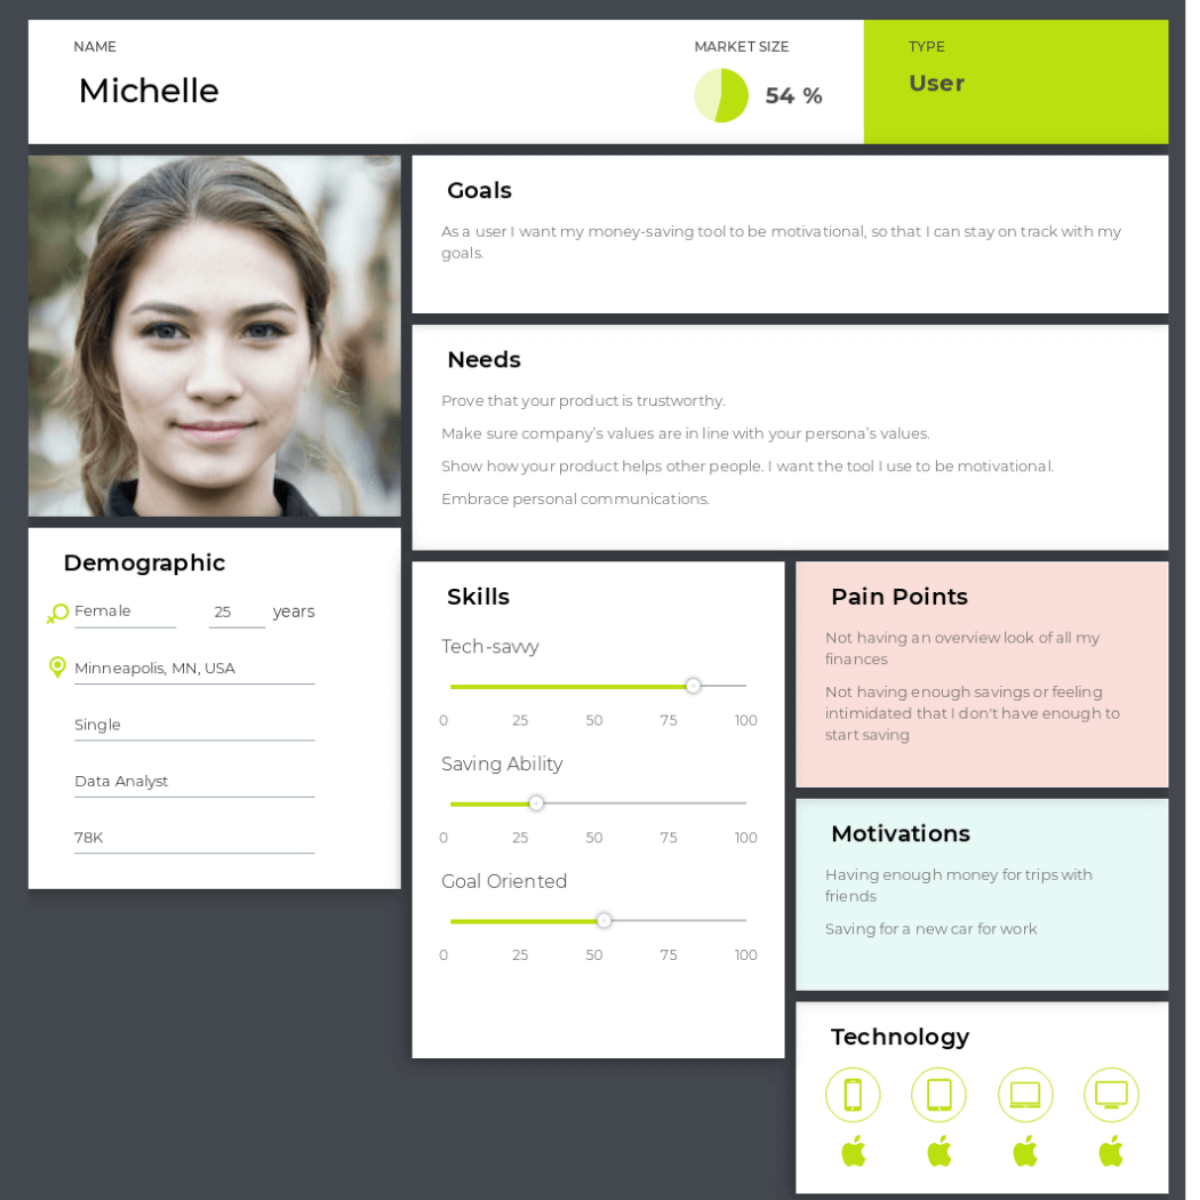 NAME
Michelle
MARKET SIZE
54 %
TYPE
User
Goals
As a user I want my money-saving tool to be motivational, so that I can stay on track with my
goals.
Needs
Prove that your product is trustworthy.
Make sure company's values are in line with your persona's values.
Show how your product helps other people. I want the tool I use to be motivational.
Embrace personal communications.
Demographic
Female 25 years
Minneapolis, MN, USA
Single
Data Analyst
78K
Skills
Tech-savvy
0 25 50 75 100
Saving Ability
0 25 50 75 100
Goal Oriented
0 25 50 75 100
Pain Points
Not having an overview look of all my
finances
Not having enough savings or feeling
intimidated that I don't have enough to
start saving
Motivations
Having enough money for trips with
friends
Saving for a new car for work
Technology